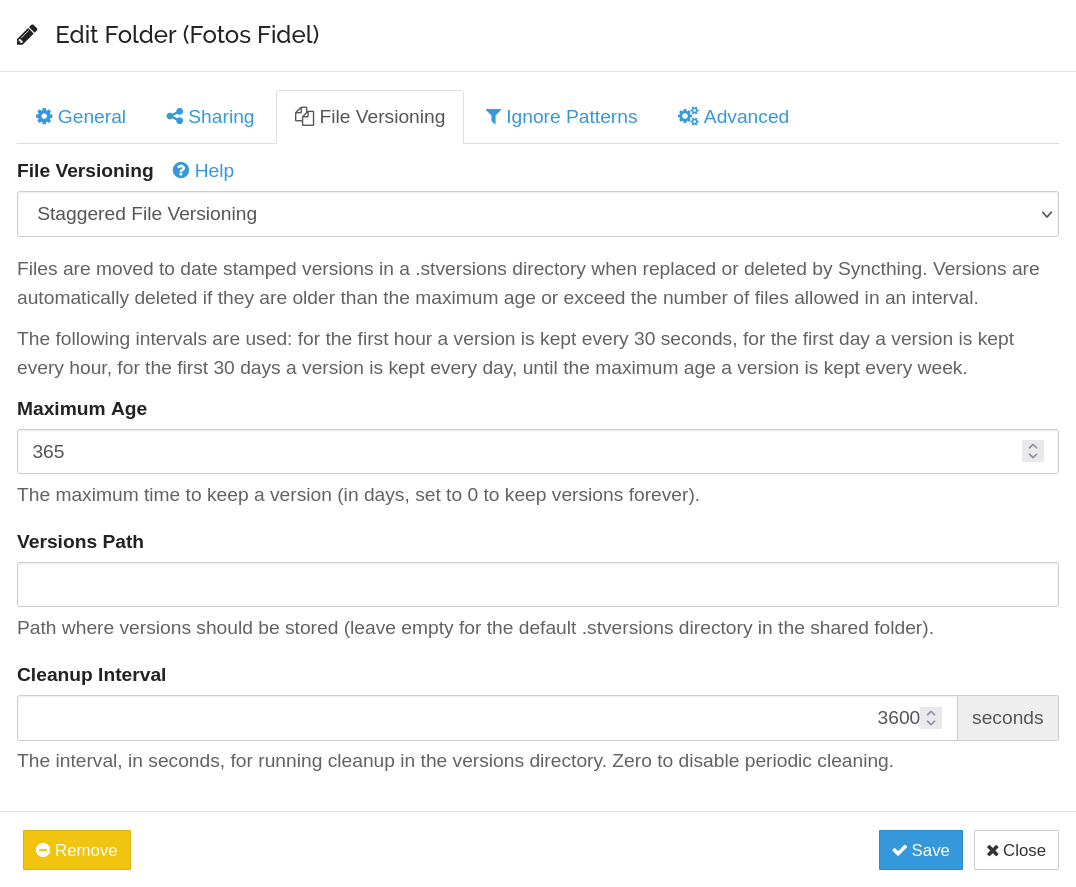 Edit Folder (Fotos Fidel)
General Sharing File Versioning Ignore Patterns Advanced
File Versioning Help
Staggered File Versioning
Files are moved to date stamped versions in a .stversions directory when replaced or deleted by Syncthing. Versions are
automatically deleted if they are older than the maximum age or exceed the number of files allowed in an interval.
The following intervals are used: for the first hour a version is kept every 30 seconds, for the first day a version is kept
every hour, for the first 30 days a version is kept every day, until the maximum age a version is kept every week.
Maximum Age
365
The maximum time to keep a version (in days, set to 0 to keep versions forever).
Versions Path
Path where versions should be stored (leave empty for the default .stversions directory in the shared folder).
Cleanup Interval
3600 seconds
The interval, in seconds, for running cleanup in the versions directory. Zero to disable periodic cleaning.
Remove Save Close